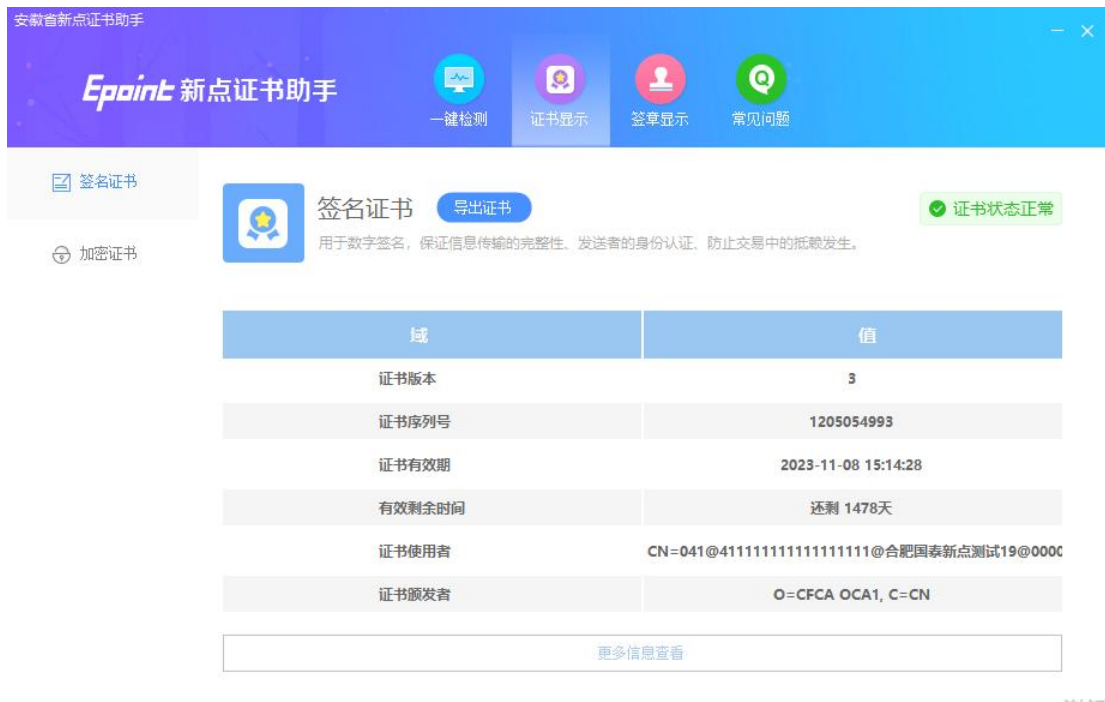 安徽省新点证书助手
Epoint 新点证书助手
一键检测 证书显示 签章显示 常见问题
签名证书
加密证书
签名证书 导出证书 证书状态正常
用于数字签名，保证信息传输的完整性、发送者的身份认证、防止交易中的抵赖发生。
域 值
证书版本 3
证书序列号 1205054993
证书有效期 2023-11-08 15:14:28
有效剩余时间 还剩 1478天
证书使用者 CN=041@411111111111111111@合肥国泰新点测试19@0000
证书颁发者 O=CFCA OCA1, C=CN
更多信息查看